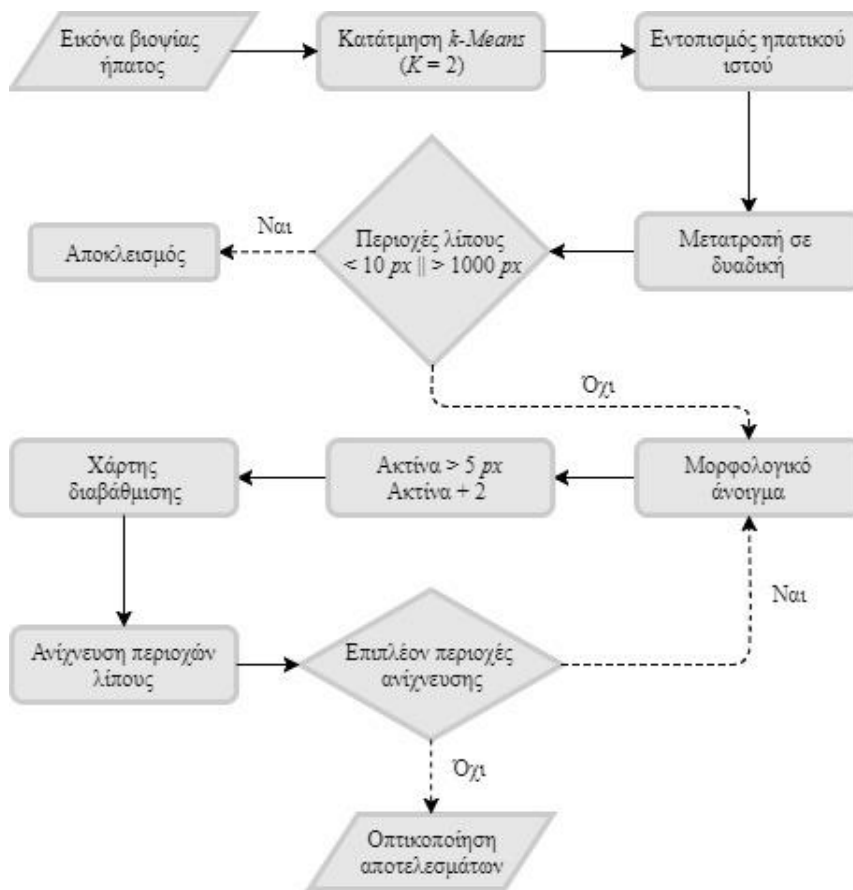 Εικόνα βιοψίας
ήπατος
Κατάτμηση k-Means
(K = 2)
Εντοπισμός ηπατικού
ιστού
Ναι
Αποκλεισμός
Περιοχές λίπους
< 10 px || > 1000 px
Μετατροπή σε
δυαδική
Όχι
Χάρτης
διαβάθμισης
Ακτίνα > 5 px
Ακτίνα + 2
Μορφολογικό
άνοιγμα
Ναι
Ανίχνευση περιοχών
λίπους
Επιπλέον περιοχές
ανίχνευσης
Όχι
Οπτικοποίηση
αποτελεσμάτων